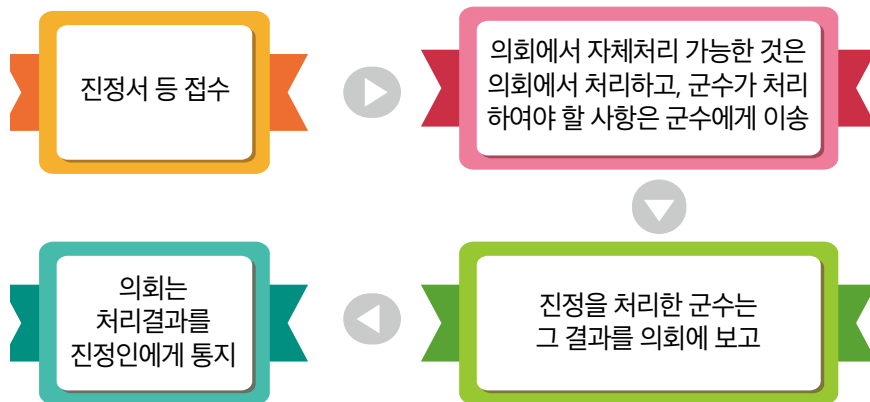 진정서 등 접수
의회에서 자체처리 가능한 것은
의회에서 처리하고, 군수가 처리
하여야 할 사항은 군수에게 이송
진정을 처리한 군수는
그 결과를 의회에 보고
의회는
처리결과를
진정인에게 통지